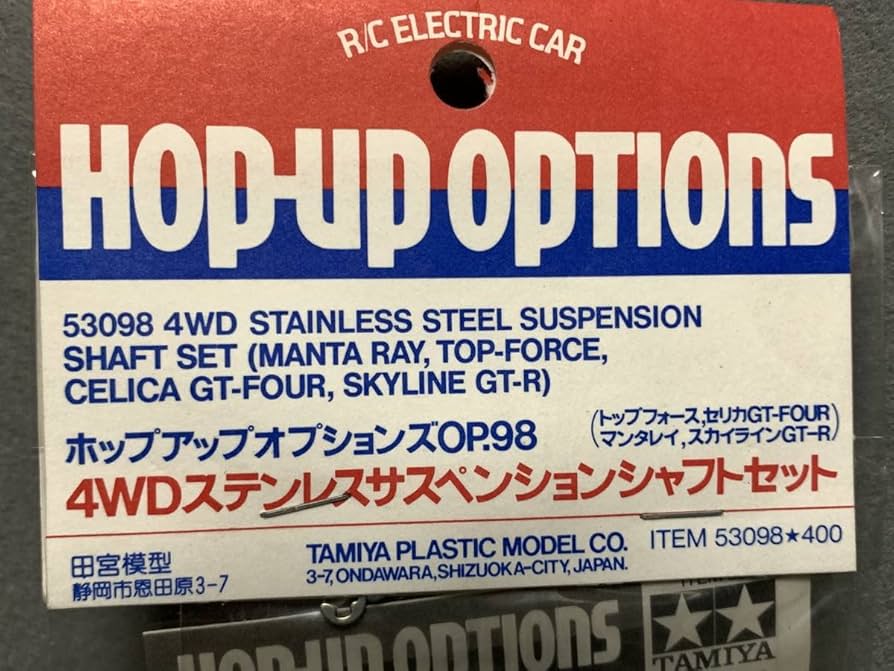 R/C ELECTRIC CAR
HOP-UP OPTIONS
53098 4WD STAINLESS STEEL SUSPENSION
SHAFT SET (MANTA RAY, TOP-FORCE,
CELICA GT-FOUR, SKYLINE GT-R)
ホップアップオプションズOP.98
(トップフォース,セリカGT-FOUR
マンタレイ,スカイラインGT-R)
4WDステンレスサスペンションシャフトセット
田宮模型
静岡市恩田原3-7
TAMIYA PLASTIC MODEL CO.
3-7, ONDAWARA, SHIZUOKA-CITY, JAPAN.
ITEM 53098★400
HOP-UP OPTIONS
ITEM
TAMIYA